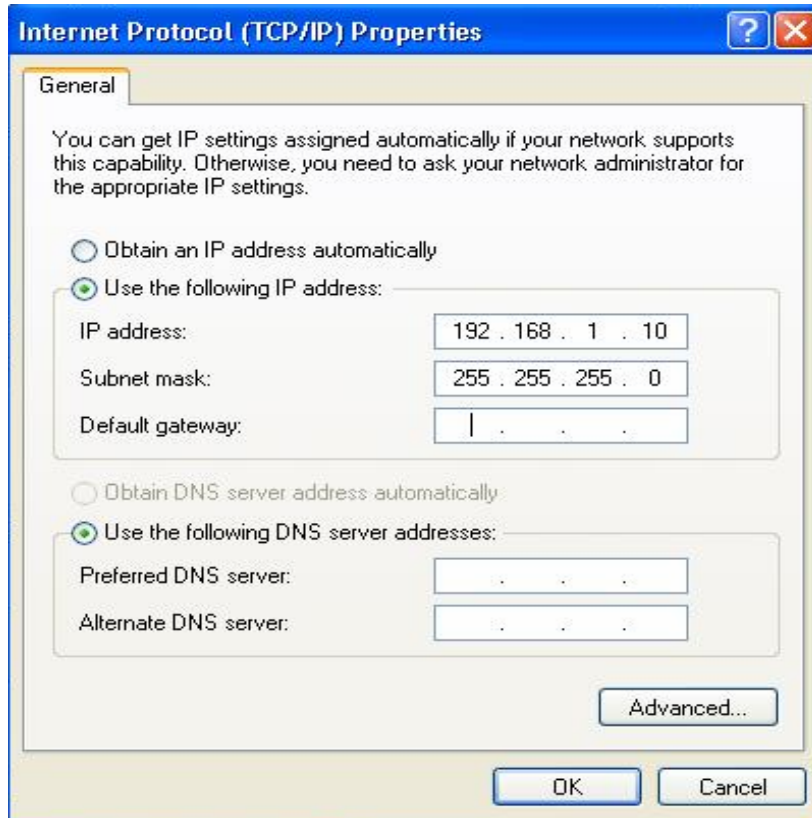 Internet Protocol (TCP/IP) Properties
General
You can get IP settings assigned automatically if your network supports
this capability. Otherwise, you need to ask your network administrator for
the appropriate IP settings.
Obtain an IP address automatically
Use the following IP address:
IP address: 192 . 168 . 1 . 10
Subnet mask: 255 . 255 . 255 . 0
Default gateway: . . .
Obtain DNS server address automatically
Use the following DNS server addresses:
Preferred DNS server: . . .
Alternate DNS server: . . .
Advanced...
OK Cancel